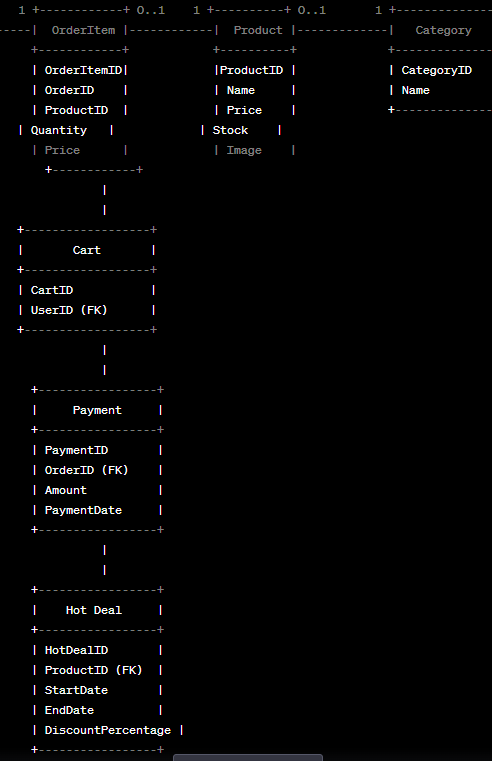 1 +------------+ 0..1    1 +----------+ 0..1       1 +--------------
-----|  OrderItem |------------|  Product |------------|   Category
+------------+            +----------+             +--------------
| OrderItemID|            |ProductID |             | CategoryID
| OrderID    |            | Name     |             | Name
| ProductID  |            | Price    |             +--------------
| Quantity   |            | Stock    |
| Price      |            | Image    |
+------------+
|
|
+------------------+
|       Cart       |
+------------------+
| CartID           |
| UserID (FK)      |
+------------------+
|
|
+-----------------+
|     Payment     |
+-----------------+
| PaymentID       |
| OrderID (FK)    |
| Amount          |
| PaymentDate     |
+-----------------+
|
|
+-----------------+
|    Hot Deal     |
+-----------------+
| HotDealID       |
| ProductID (FK)  |
| StartDate       |
| EndDate         |
| DiscountPercentage |
+-----------------+